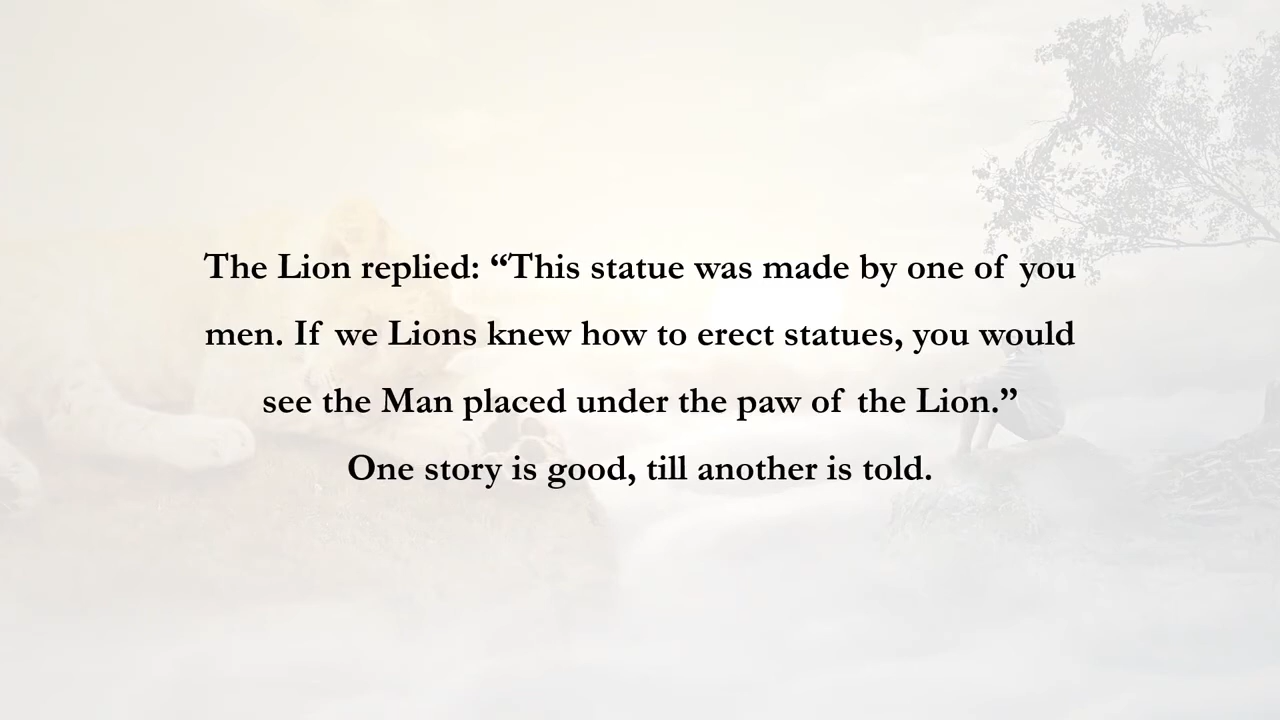 The Lion replied: “This statue was made by one of you
men. If we Lions knew how to erect statues, you would
see the Man placed under the paw of the Lion.”
One story is good, till another is told.